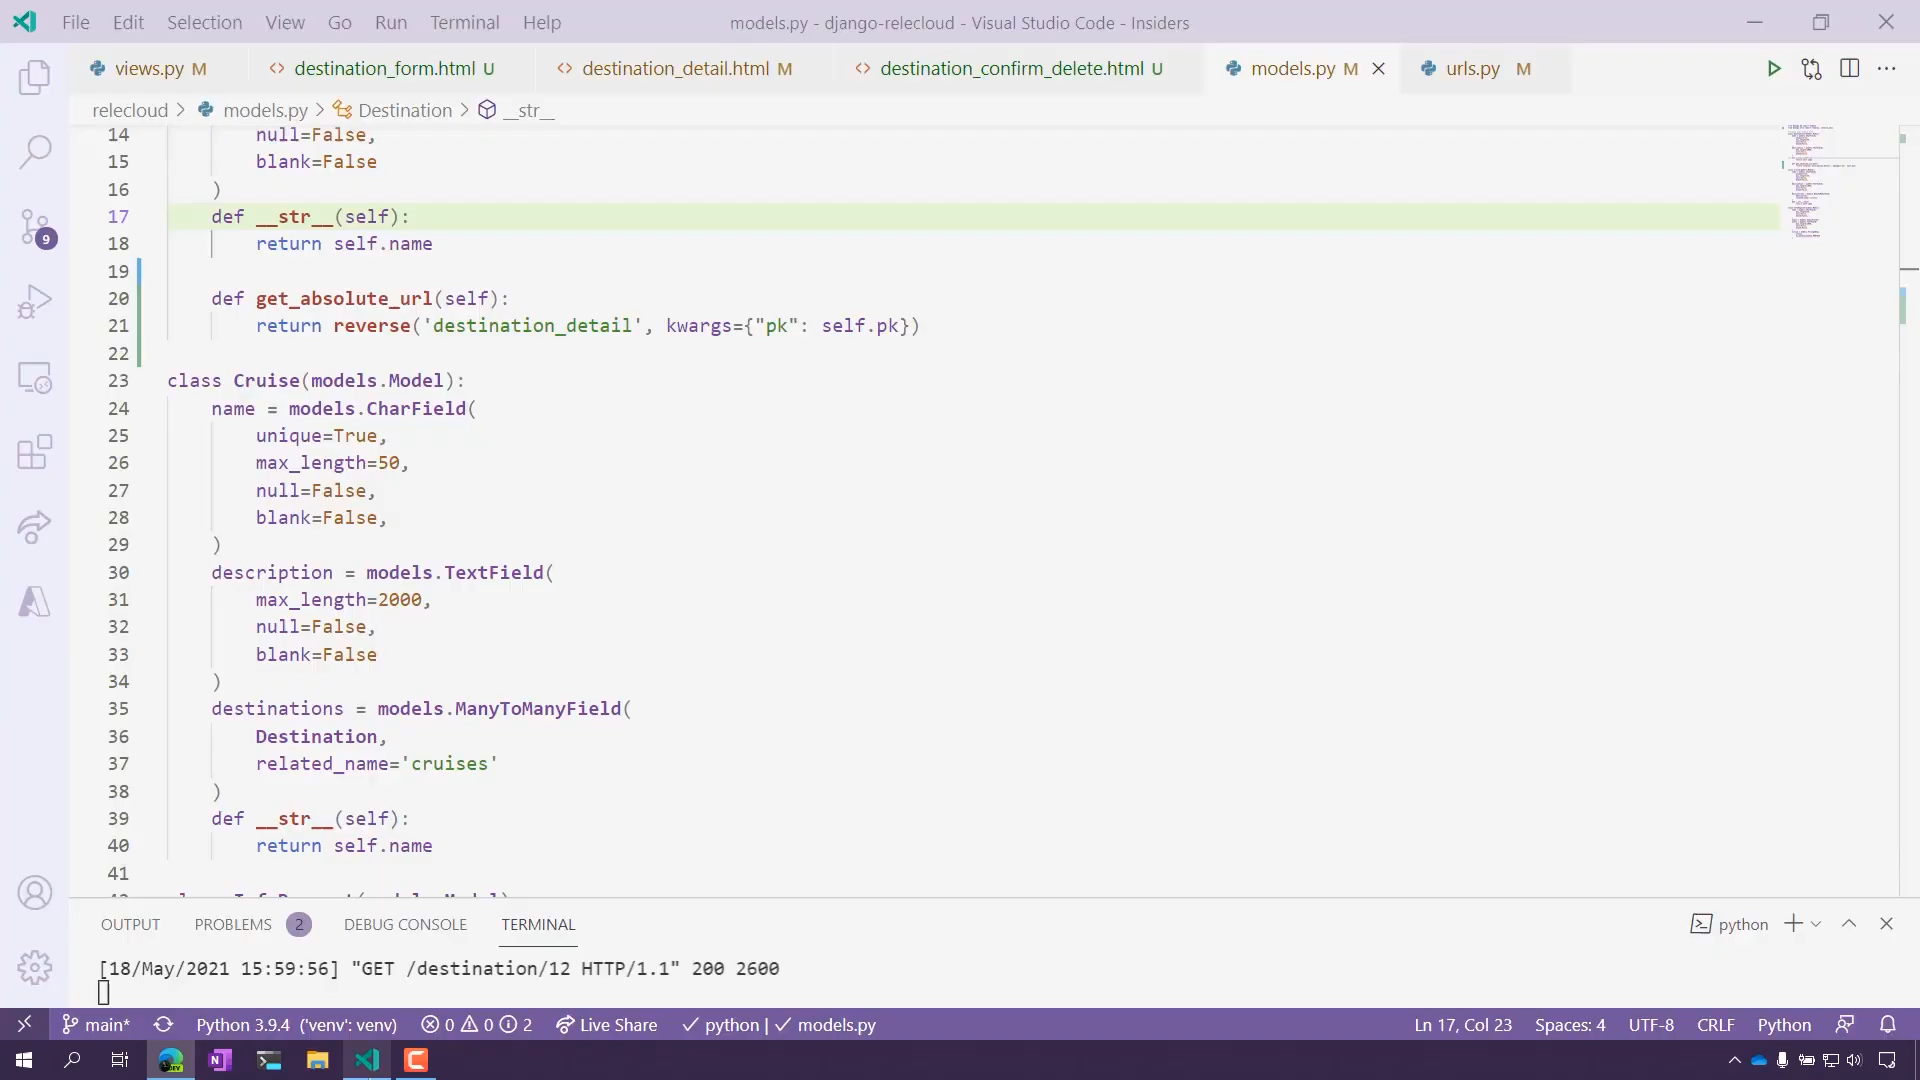 File Edit Selection View Go Run Terminal Help models.py - django-relecloud - Visual Studio Code - Insiders
views.py M destination_form.html U destination_detail.html M destination_confirm_delete.html U models.py M urls.py M
relecloud > models.py > Destination > __str__
14 null=False,
15 blank=False
16 )
17 def __str__(self):
18 return self.name
19
20 def get_absolute_url(self):
21 return reverse('destination_detail', kwargs={"pk": self.pk})
22
23 class Cruise(models.Model):
24 name = models.CharField(
25 unique=True,
26 max_length=50,
27 null=False,
28 blank=False,
29 )
30 description = models.TextField(
31 max_length=2000,
32 null=False,
33 blank=False
34 )
35 destinations = models.ManyToManyField(
36 Destination,
37 related_name='cruises'
38 )
39 def __str__(self):
40 return self.name
41
9
OUTPUT PROBLEMS 2 DEBUG CONSOLE TERMINAL python
[18/May/2021 15:59:56] "GET /destination/12 HTTP/1.1" 200 2600
main* Python 3.9.4 ('venv': venv) 0 0 2 Live Share python | models.py Ln 17, Col 23 Spaces: 4 UTF-8 CRLF Python
DEV N